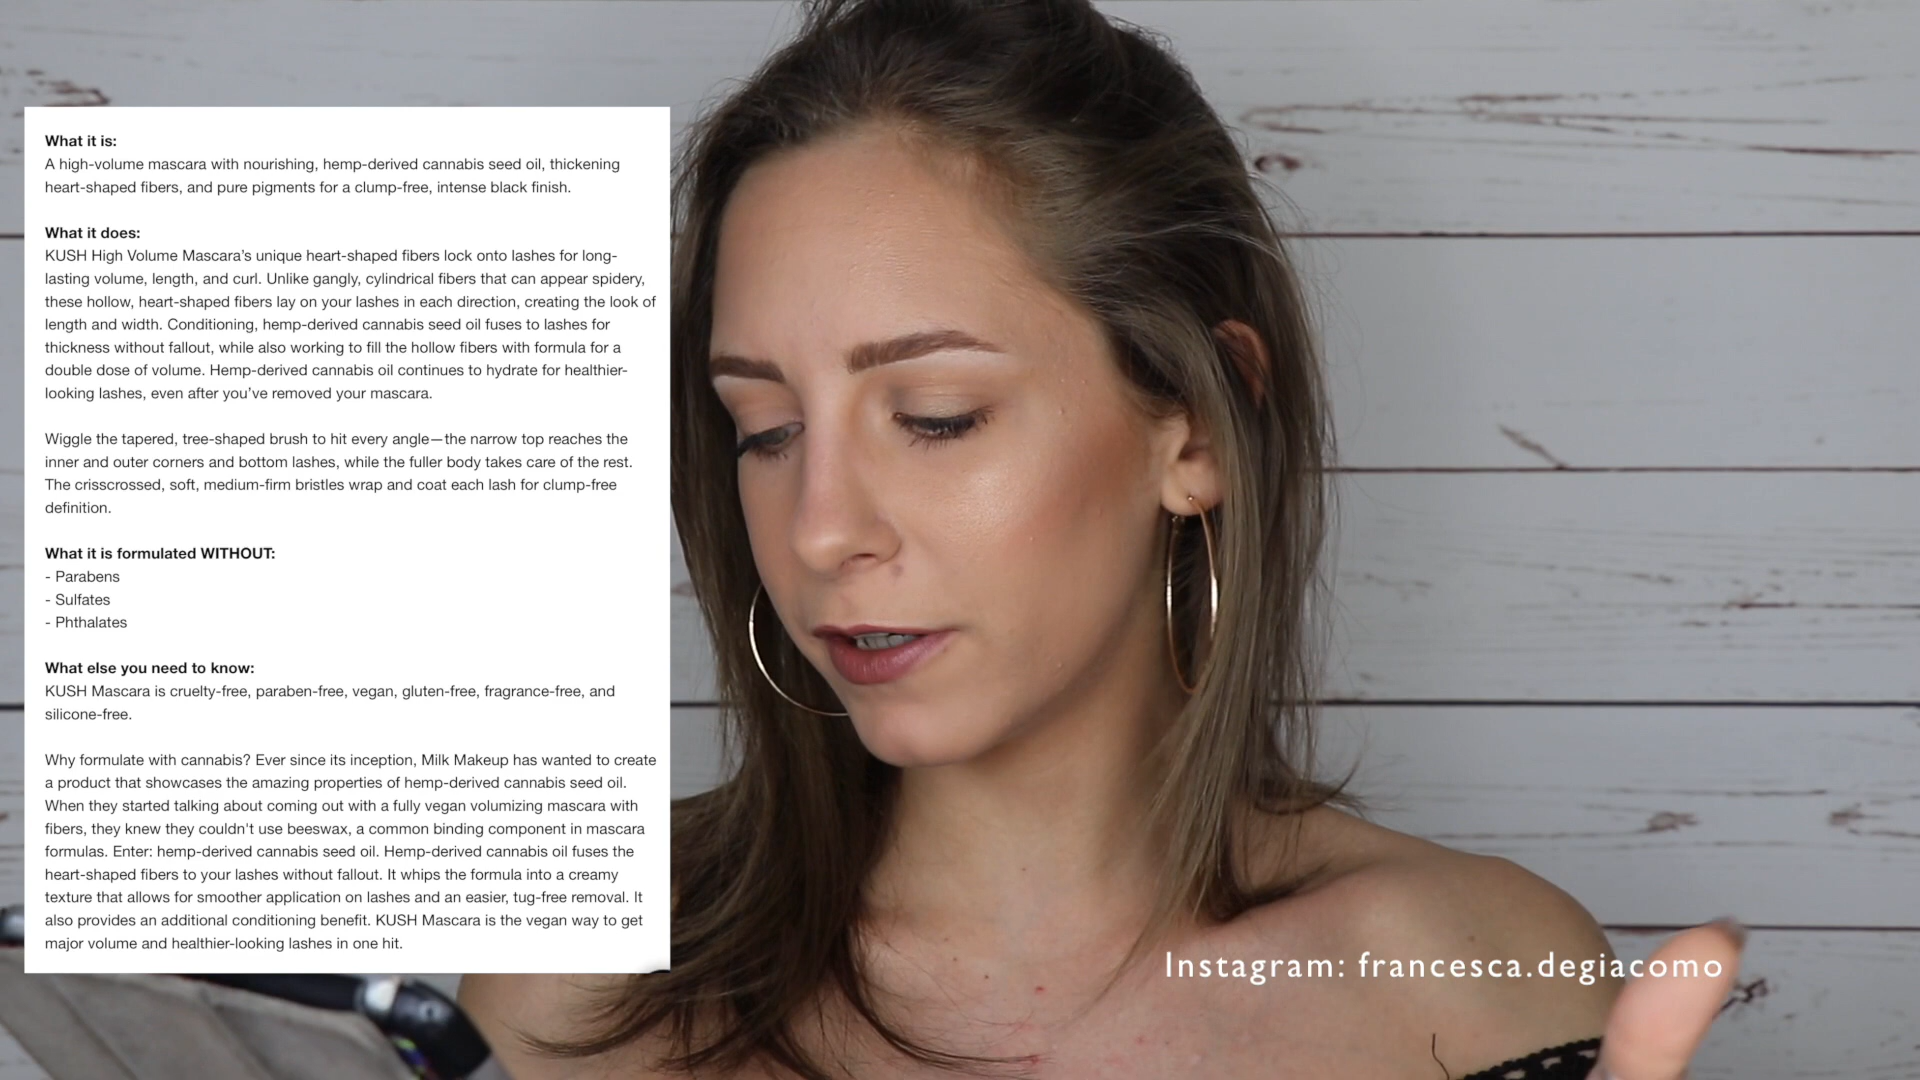 What it is:
A high-volume mascara with nourishing, hemp-derived cannabis seed oil, thickening
heart-shaped fibers, and pure pigments for a clump-free, intense black finish.
What it does:
KUSH High Volume Mascara's unique heart-shaped fibers lock onto lashes for long-
lasting volume, length, and curl. Unlike gangly, cylindrical fibers that can appear spidery,
these hollow, heart-shaped fibers lay on your lashes in each direction, creating the look of
length and width. Conditioning, hemp-derived cannabis seed oil fuses to lashes for
thickness without fallout, while also working to fill the hollow fibers with formula for a
double dose of volume. Hemp-derived cannabis oil continues to hydrate for healthier-
looking lashes, even after you've removed your mascara.
Wiggle the tapered, tree-shaped brush to hit every angle—the narrow top reaches the
inner and outer corners and bottom lashes, while the fuller body takes care of the rest.
The crisscrossed, soft, medium-firm bristles wrap and coat each lash for clump-free
definition.
What it is formulated WITHOUT:
- Parabens
- Sulfates
- Phthalates
What else you need to know:
KUSH Mascara is cruelty-free, paraben-free, vegan, gluten-free, fragrance-free, and
silicone-free.
Why formulate with cannabis? Ever since its inception, Milk Makeup has wanted to create
a product that showcases the amazing properties of hemp-derived cannabis seed oil.
When they started talking about coming out with a fully vegan volumizing mascara with
fibers, they knew they couldn't use beeswax, a common binding component in mascara
formulas. Enter: hemp-derived cannabis seed oil. Hemp-derived cannabis oil fuses the
heart-shaped fibers to your lashes without fallout. It whips the formula into a creamy
texture that allows for smoother application on lashes and an easier, tug-free removal. It
also provides an additional conditioning benefit. KUSH Mascara is the vegan way to get
major volume and healthier-looking lashes in one hit.
Instagram: francesca.degiacomo